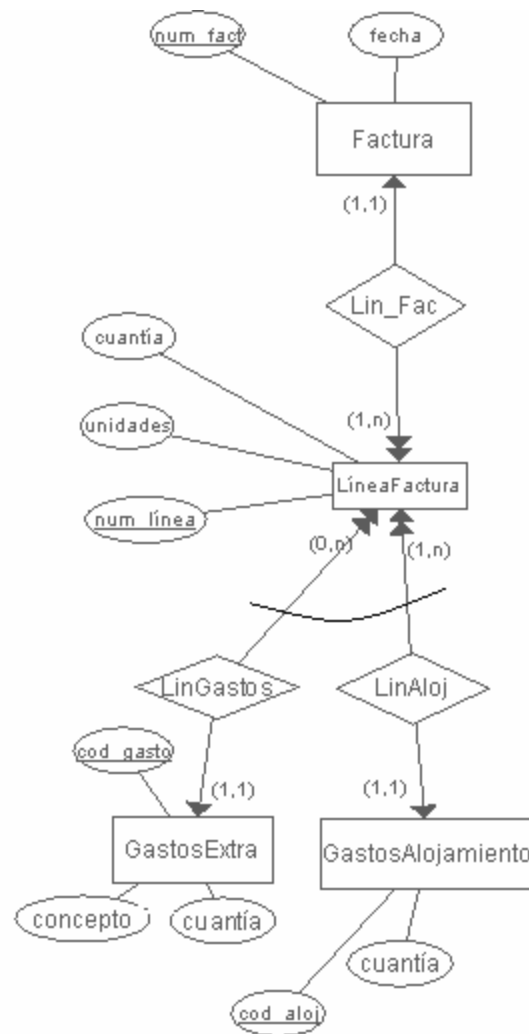 num_fact
fecha
Factura
(1,1)
Lin_Fac
cuantía
(1,n)
unidades
LíneaFactura
num_línea
(0,n)
(1,n)
LinGastos
LinAloj
cod_gasto
(1,1)
(1,1)
GastosExtra
GastosAlojamiento
concepto
cuantía
cuantía
cod_aloj